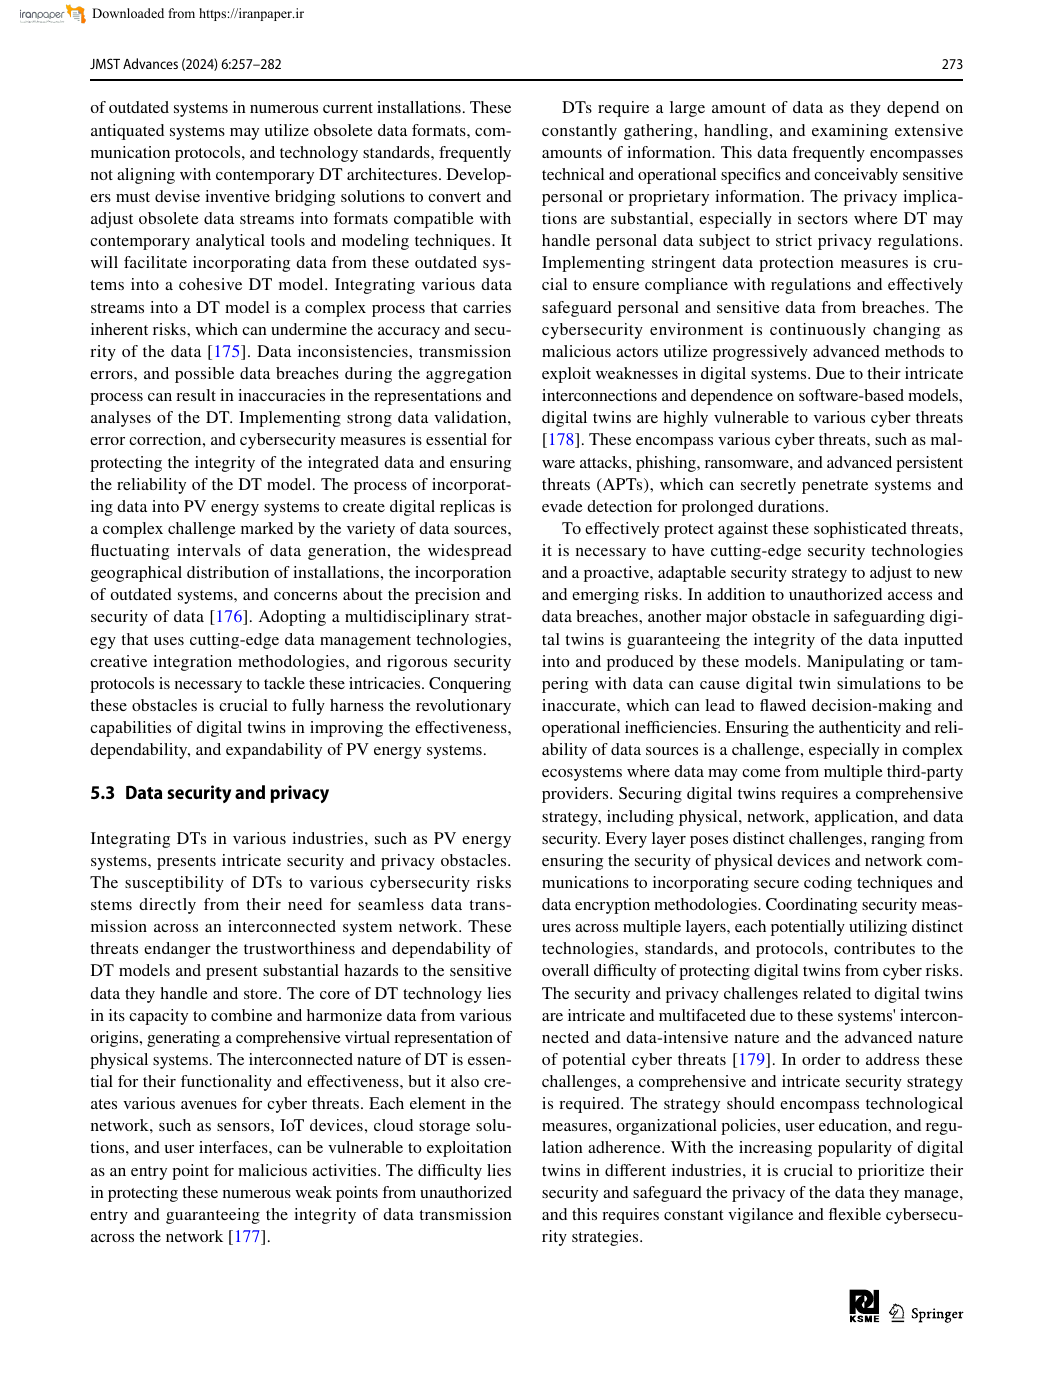 iranpaper
Downloaded from https://iranpaper.ir
JMST Advances (2024) 6:257–282
273
of outdated systems in numerous current installations. These
antiquated systems may utilize obsolete data formats, com-
munication protocols, and technology standards, frequently
not aligning with contemporary DT architectures. Develop-
ers must devise inventive bridging solutions to convert and
adjust obsolete data streams into formats compatible with
contemporary analytical tools and modeling techniques. It
will facilitate incorporating data from these outdated sys-
tems into a cohesive DT model. Integrating various data
streams into a DT model is a complex process that carries
inherent risks, which can undermine the accuracy and secu-
rity of the data [175]. Data inconsistencies, transmission
errors, and possible data breaches during the aggregation
process can result in inaccuracies in the representations and
analyses of the DT. Implementing strong data validation,
error correction, and cybersecurity measures is essential for
protecting the integrity of the integrated data and ensuring
the reliability of the DT model. The process of incorporat-
ing data into PV energy systems to create digital replicas is
a complex challenge marked by the variety of data sources,
fluctuating intervals of data generation, the widespread
geographical distribution of installations, the incorporation
of outdated systems, and concerns about the precision and
security of data [176]. Adopting a multidisciplinary strat-
egy that uses cutting-edge data management technologies,
creative integration methodologies, and rigorous security
protocols is necessary to tackle these intricacies. Conquering
these obstacles is crucial to fully harness the revolutionary
capabilities of digital twins in improving the effectiveness,
dependability, and expandability of PV energy systems.
5.3 Data security and privacy
Integrating DTs in various industries, such as PV energy
systems, presents intricate security and privacy obstacles.
The susceptibility of DTs to various cybersecurity risks
stems directly from their need for seamless data trans-
mission across an interconnected system network. These
threats endanger the trustworthiness and dependability of
DT models and present substantial hazards to the sensitive
data they handle and store. The core of DT technology lies
in its capacity to combine and harmonize data from various
origins, generating a comprehensive virtual representation of
physical systems. The interconnected nature of DT is essen-
tial for their functionality and effectiveness, but it also cre-
ates various avenues for cyber threats. Each element in the
network, such as sensors, IoT devices, cloud storage solu-
tions, and user interfaces, can be vulnerable to exploitation
as an entry point for malicious activities. The difficulty lies
in protecting these numerous weak points from unauthorized
entry and guaranteeing the integrity of data transmission
across the network [177].
DTs require a large amount of data as they depend on
constantly gathering, handling, and examining extensive
amounts of information. This data frequently encompasses
technical and operational specifics and conceivably sensitive
personal or proprietary information. The privacy implica-
tions are substantial, especially in sectors where DT may
handle personal data subject to strict privacy regulations.
Implementing stringent data protection measures is cru-
cial to ensure compliance with regulations and effectively
safeguard personal and sensitive data from breaches. The
cybersecurity environment is continuously changing as
malicious actors utilize progressively advanced methods to
exploit weaknesses in digital systems. Due to their intricate
interconnections and dependence on software-based models,
digital twins are highly vulnerable to various cyber threats
[178]. These encompass various cyber threats, such as mal-
ware attacks, phishing, ransomware, and advanced persistent
threats (APTs), which can secretly penetrate systems and
evade detection for prolonged durations.
To effectively protect against these sophisticated threats,
it is necessary to have cutting-edge security technologies
and a proactive, adaptable security strategy to adjust to new
and emerging risks. In addition to unauthorized access and
data breaches, another major obstacle in safeguarding digi-
tal twins is guaranteeing the integrity of the data inputted
into and produced by these models. Manipulating or tam-
pering with data can cause digital twin simulations to be
inaccurate, which can lead to flawed decision-making and
operational inefficiencies. Ensuring the authenticity and reli-
ability of data sources is a challenge, especially in complex
ecosystems where data may come from multiple third-party
providers. Securing digital twins requires a comprehensive
strategy, including physical, network, application, and data
security. Every layer poses distinct challenges, ranging from
ensuring the security of physical devices and network com-
munications to incorporating secure coding techniques and
data encryption methodologies. Coordinating security meas-
ures across multiple layers, each potentially utilizing distinct
technologies, standards, and protocols, contributes to the
overall difficulty of protecting digital twins from cyber risks.
The security and privacy challenges related to digital twins
are intricate and multifaceted due to these systems' intercon-
nected and data-intensive nature and the advanced nature
of potential cyber threats [179]. In order to address these
challenges, a comprehensive and intricate security strategy
is required. The strategy should encompass technological
measures, organizational policies, user education, and regu-
lation adherence. With the increasing popularity of digital
twins in different industries, it is crucial to prioritize their
security and safeguard the privacy of the data they manage,
and this requires constant vigilance and flexible cybersecu-
rity strategies.
KSME
Springer